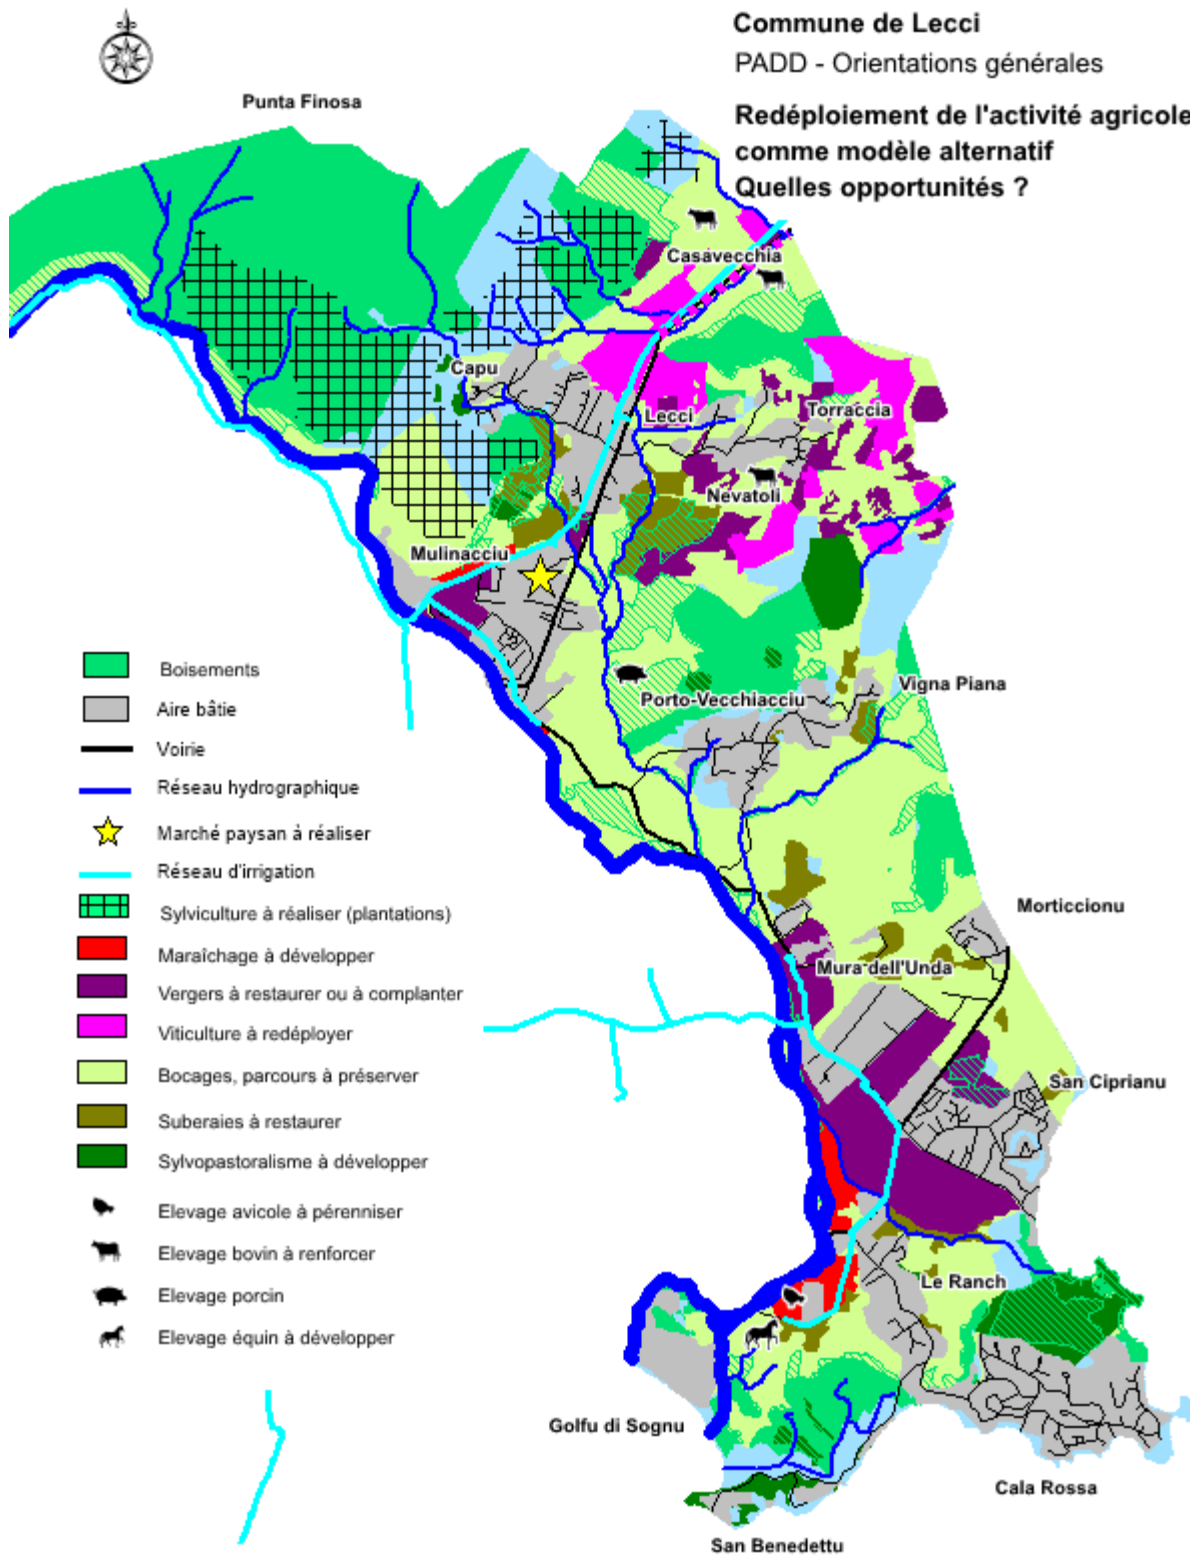 Commune de Lecci
PADD - Orientations générales
Redéploiement de l'activité agricole
comme modèle alternatif
Quelles opportunités ?
Punta Finosa
Casavecchia
Capu
Lecci
Torraccia
Nevatoli
Mulinacciu
Porto-Vecchiacciu
Vigna Piana
Morticcionu
Mura dell'Unda
San Ciprianu
Le Ranch
Golfu di Sognu
Cala Rossa
San Benedettu
Boisements
Aire bâtie
Voirie
Réseau hydrographique
Marché paysan à réaliser
Réseau d'irrigation
Sylviculture à réaliser (plantations)
Maraîchage à développer
Vergers à restaurer ou à complanter
Viticulture à redéployer
Bocages, parcours à préserver
Suberaies à restaurer
Sylvopastoralisme à développer
Elevage avicole à pérenniser
Elevage bovin à renforcer
Elevage porcin
Elevage équin à développer